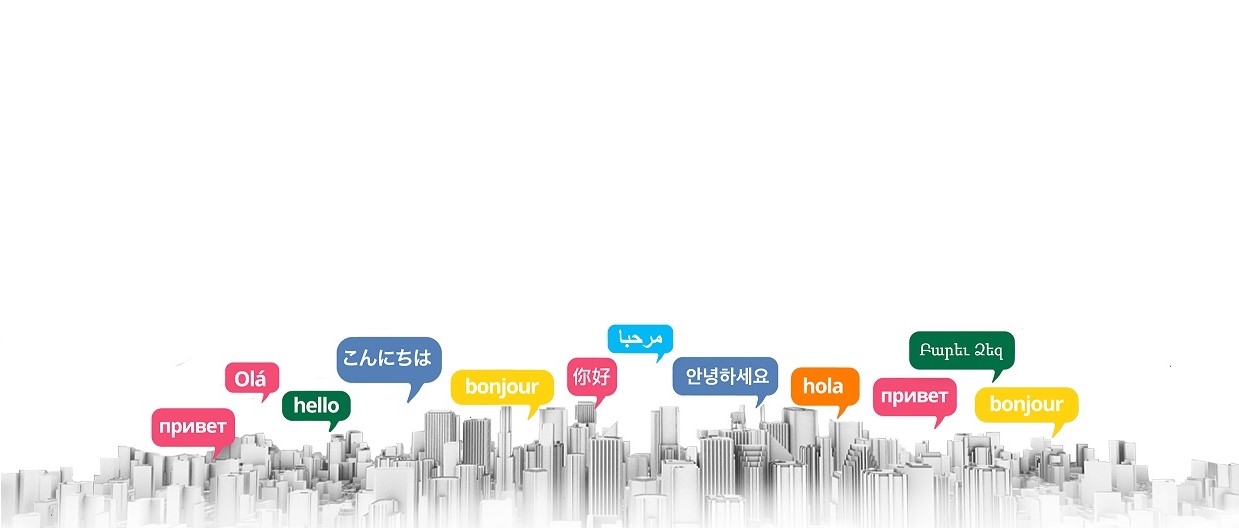 привет
Olá
hello
こんにちは
bonjour
你好
مرحبا
안녕하세요
hola
привет
Բարեւ Ձեզ
bonjour